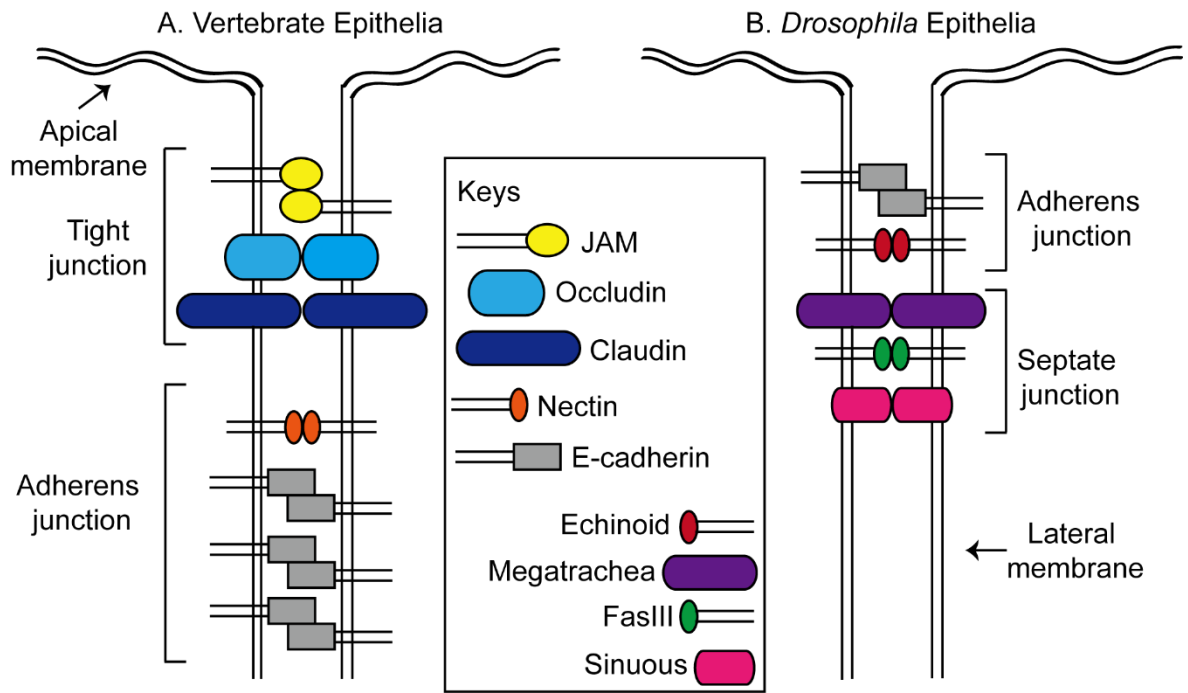 A. Vertebrate Epithelia
Apical
membrane
Tight
junction
Adherens
junction
Keys
JAM
Occludin
Claudin
Nectin
E-cadherin
Echinoid
Megatrachea
FasIII
Sinuous
B. Drosophila Epithelia
Adherens
junction
Septate
junction
Lateral
membrane